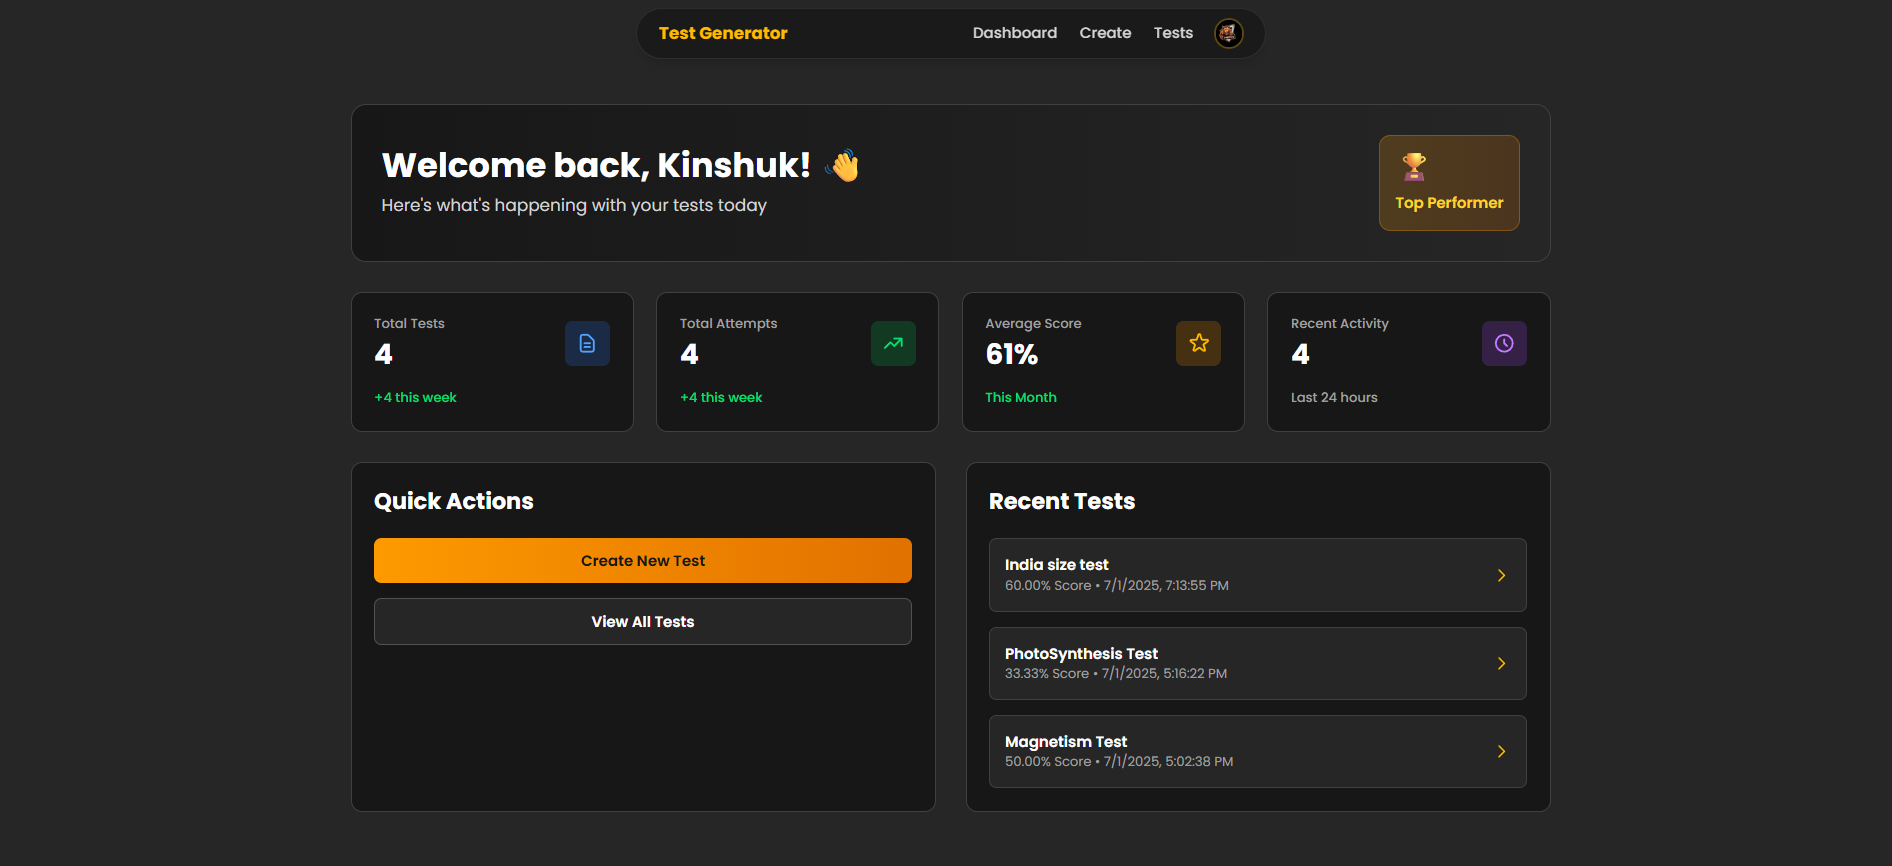 Test Generator
Dashboard
Create
Tests
Welcome back, Kinshuk! 👋
Here's what's happening with your tests today
🏆
Top Performer
Total Tests
4
+4 this week
Total Attempts
4
+4 this week
Average Score
61%
This Month
Recent Activity
4
Last 24 hours
Quick Actions
Create New Test
View All Tests
Recent Tests
India size test
60.00% Score • 7/1/2025, 7:13:55 PM
PhotoSynthesis Test
33.33% Score • 7/1/2025, 5:16:22 PM
Magnetism Test
50.00% Score • 7/1/2025, 5:02:38 PM